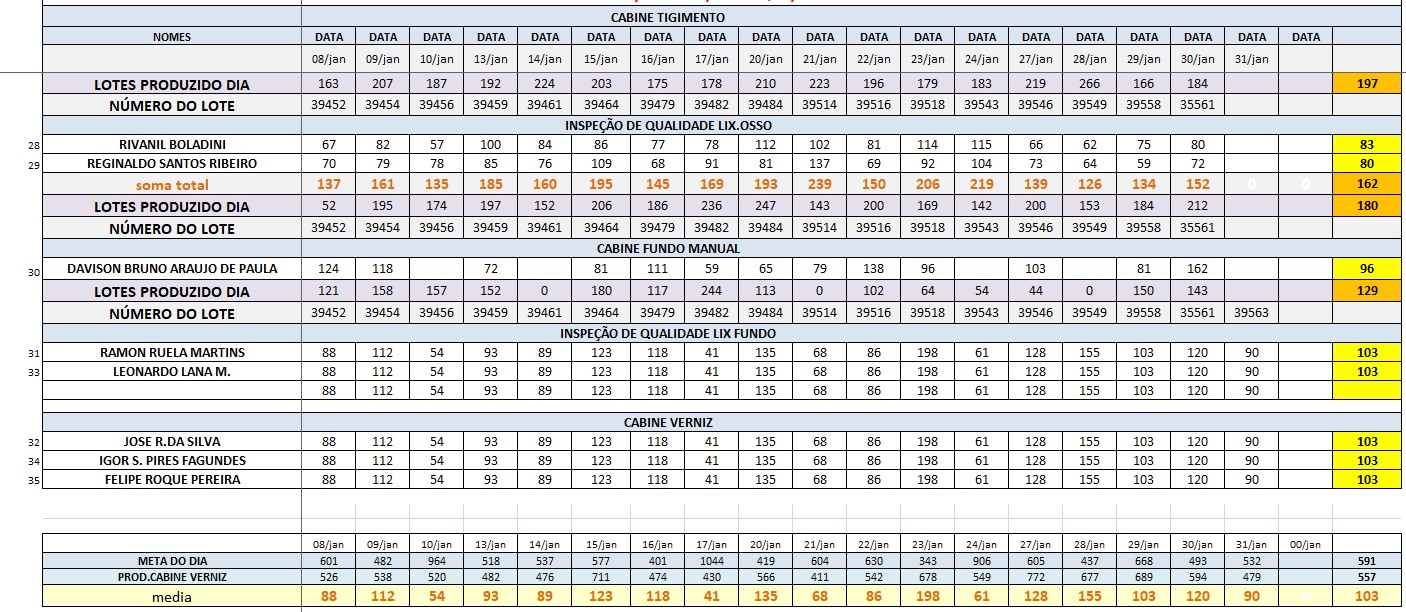 CABINE TIGIMENTO
NOMES DATA DATA DATA DATA DATA DATA DATA DATA DATA DATA DATA DATA DATA DATA DATA DATA DATA DATA DATA
08/jan 09/jan 10/jan 13/jan 14/jan 15/jan 16/jan 17/jan 20/jan 21/jan 22/jan 23/jan 24/jan 27/jan 28/jan 29/jan 30/jan 31/jan
LOTES PRODUZIDO DIA 163 207 187 192 224 203 175 178 210 223 196 179 183 219 266 166 184 197
NÚMERO DO LOTE 39452 39454 39456 39459 39461 39464 39479 39482 39484 39514 39516 39518 39543 39546 39549 39558 35561
INSPEÇÃO DE QUALIDADE LIX.OSSO
28 RIVANIL BOLADINI 67 82 57 100 84 86 77 78 112 102 81 114 115 66 62 75 80 83
29 REGINALDO SANTOS RIBEIRO 70 79 78 85 76 109 68 91 81 137 69 92 104 73 64 59 72 80
soma total 137 161 135 185 160 195 145 169 193 239 150 206 219 139 126 134 152 0 0 162
LOTES PRODUZIDO DIA 52 195 174 197 152 206 186 236 247 143 200 169 142 200 153 184 212 180
NÚMERO DO LOTE 39452 39454 39456 39459 39461 39464 39479 39482 39484 39514 39516 39518 39543 39546 39549 39558 35561
CABINE FUNDO MANUAL
30 DAVISON BRUNO ARAUJO DE PAULA 124 118 72 81 111 59 65 79 138 96 103 81 162 96
LOTES PRODUZIDO DIA 121 158 157 152 0 180 117 244 113 0 102 64 54 44 0 150 143 129
NÚMERO DO LOTE 39452 39454 39456 39459 39461 39464 39479 39482 39484 39514 39516 39518 39543 39546 39549 39558 35561 39563
INSPEÇÃO DE QUALIDADE LIX FUNDO
31 RAMON RUELA MARTINS 88 112 54 93 89 123 118 41 135 68 86 198 61 128 155 103 120 90 103
33 LEONARDO LANA M. 88 112 54 93 89 123 118 41 135 68 86 198 61 128 155 103 120 90 103
88 112 54 93 89 123 118 41 135 68 86 198 61 128 155 103 120 90
CABINE VERNIZ
32 JOSE R.DA SILVA 88 112 54 93 89 123 118 41 135 68 86 198 61 128 155 103 120 90 103
34 IGOR S. PIRES FAGUNDES 88 112 54 93 89 123 118 41 135 68 86 198 61 128 155 103 120 90 103
35 FELIPE ROQUE PEREIRA 88 112 54 93 89 123 118 41 135 68 86 198 61 128 155 103 120 90 103
08/jan 09/jan 10/jan 13/jan 14/jan 15/jan 16/jan 17/jan 20/jan 21/jan 22/jan 23/jan 24/jan 27/jan 28/jan 29/jan 30/jan 31/jan 00/jan
META DO DIA 601 482 964 518 537 577 401 1044 419 604 630 343 906 605 437 668 493 532 591
PROD.CABINE VERNIZ 526 538 520 482 476 711 474 430 566 411 542 678 549 772 677 689 594 479 557
media 88 112 54 93 89 123 118 41 135 68 86 198 61 128 155 103 120 90 0 103